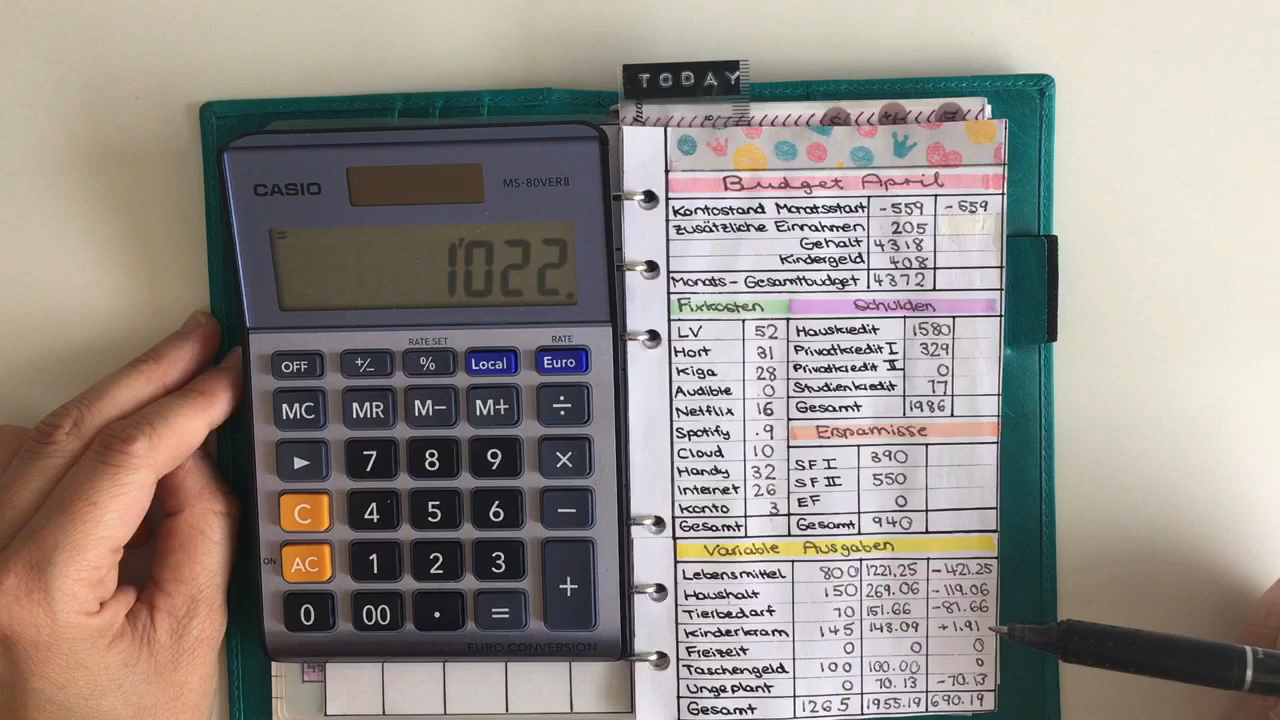 TODAY
CASIO MS-80VERII
1'022.
RATE SET RATE
OFF +/- % Local Euro
MC MR M- M+ ÷
► 7 8 9 ×
C 4 5 6 −
ON AC 1 2 3 +
0 00 • =
EURO CONVERSION
Budget April
Kontostand Monatsstart -559 -559
zusätzliche Einnahmen 205
Gehalt 4318
Kindergeld 408
Monats-Gesamtbudget 4372
Fixkosten
LV 52
Hort 31
Kiga 28
Audible 0
Netflix 16
Spotify 9
Cloud 10
Handy 32
Internet 26
Konto 3
Gesamt
Schulden
Hauskredit 1580
Privatkredit I 329
Privatkredit II 0
Studienkredit 77
Gesamt 1986
Ersparnisse
SF I 390
SF II 550
EF 0
Gesamt 940
Variable Ausgaben
Lebensmittel 800 1221,25 -421.25
Haushalt 150 269.06 -119.06
Tierbedarf 70 151.66 -81.66
Kinderkram 145 143.09 +1.91
Freizeit 0 0 0
Taschengeld 100 100.00 0
Ungeplant 0 70.13 -70.13
Gesamt 1265 1955.19 690.19